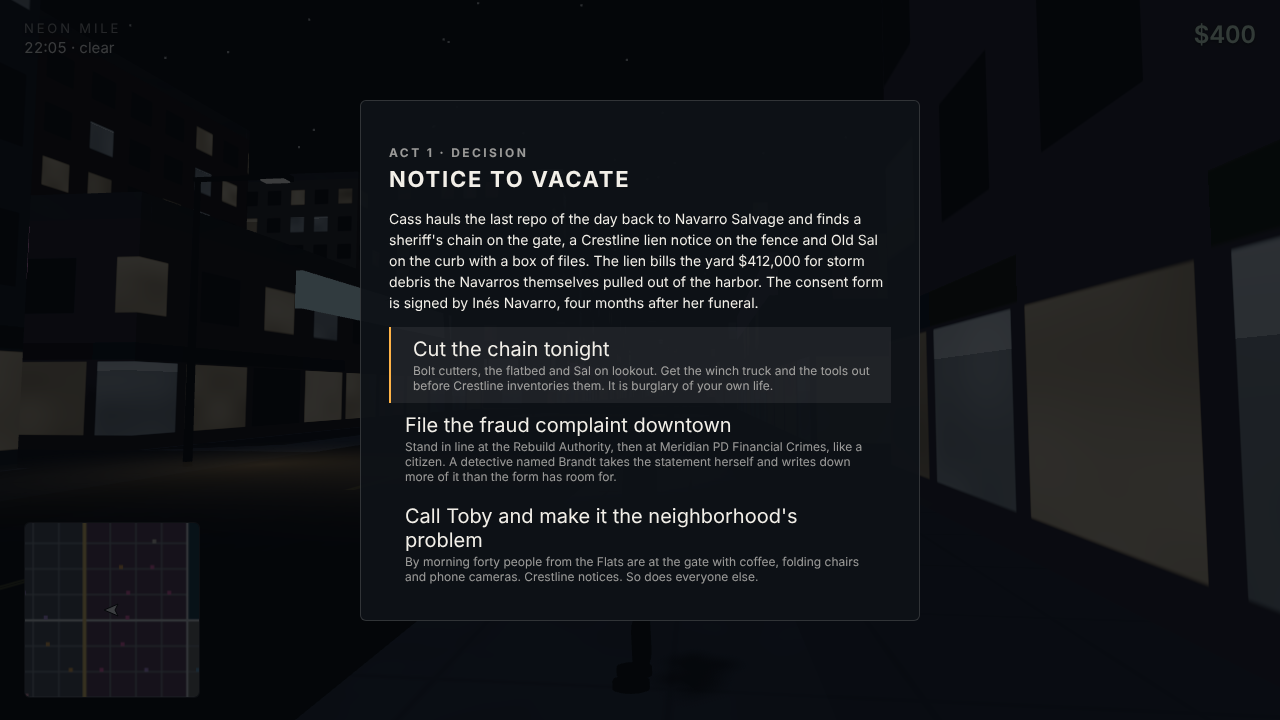 NEON MILE
22:05 · clear
$400
ACT 1 · DECISION
NOTICE TO VACATE
Cass hauls the last repo of the day back to Navarro Salvage and finds a
sheriff's chain on the gate, a Crestline lien notice on the fence and Old Sal
on the curb with a box of files. The lien bills the yard $412,000 for storm
debris the Navarros themselves pulled out of the harbor. The consent form
is signed by Inés Navarro, four months after her funeral.
Cut the chain tonight
Bolt cutters, the flatbed and Sal on lookout. Get the winch truck and the tools out
before Crestline inventories them. It is burglary of your own life.
File the fraud complaint downtown
Stand in line at the Rebuild Authority, then at Meridian PD Financial Crimes, like a
citizen. A detective named Brandt takes the statement herself and writes down
more of it than the form has room for.
Call Toby and make it the neighborhood's
problem
By morning forty people from the Flats are at the gate with coffee, folding chairs
and phone cameras. Crestline notices. So does everyone else.